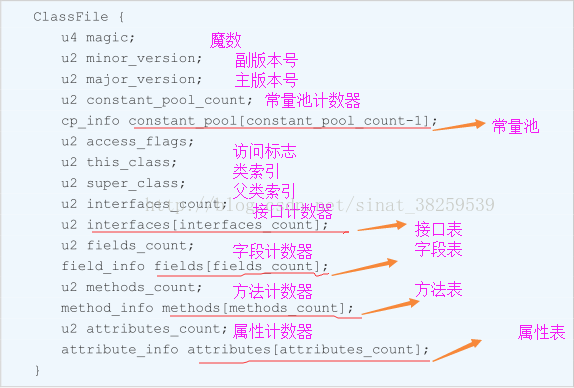 ClassFile {
u4 magic; 魔数
u2 minor_version; 副版本号
u2 major_version; 主版本号
u2 constant_pool_count; 常量池计数器
cp_info constant_pool[constant_pool_count-1]; 常量池
u2 access_flags; 访问标志
u2 this_class; 类索引
u2 super_class; 父类索引
u2 interfaces_count; 接口计数器
http://blog.csdn.net/sinat_38259539
u2 interfaces[interfaces_count]; 接口表
u2 fields_count; 字段计数器
field_info fields[fields_count]; 字段表
u2 methods_count; 方法计数器
method_info methods[methods_count]; 方法表
u2 attributes_count; 属性计数器
attribute_info attributes[attributes_count]; 属性表
}